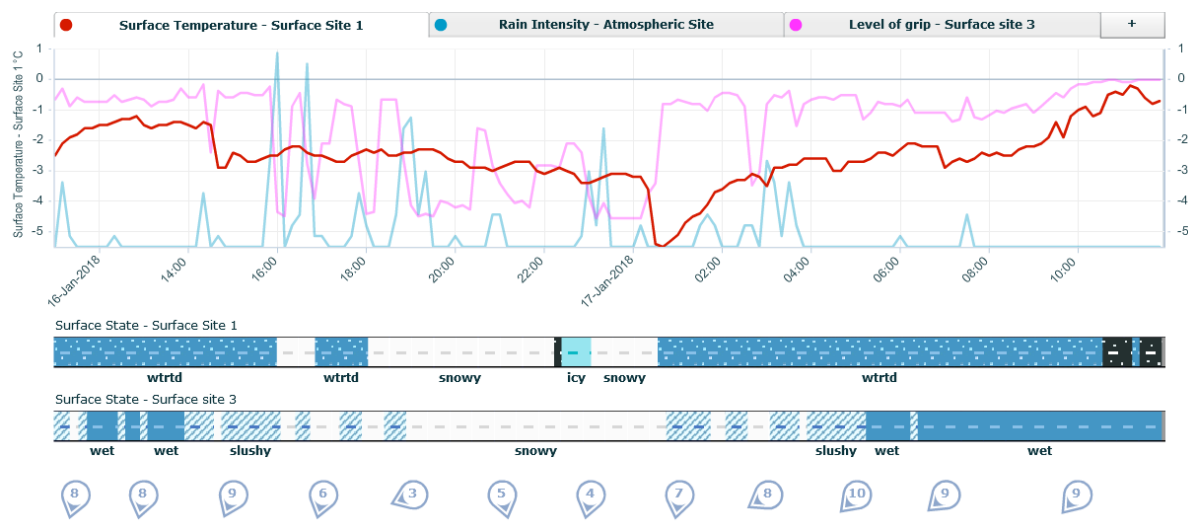 Surface Temperature - Surface Site 1 Rain Intensity - Atmospheric Site Level of grip - Surface site 3 +
Surface Temperature - Surface Site 1 °C
1 1
0 0
-1 -1
-2 -2
-3 -3
-4 -4
-5 -5
16-Jan-2018 14:00 16:00 18:00 20:00 22:00 17-Jan-2018 02:00 04:00 06:00 08:00 10:00
Surface State - Surface Site 1
wtrtd wtrtd snowy icy snowy wtrtd
Surface State - Surface site 3
wet wet slushy snowy slushy wet wet
8 8 9 6 3 5 4 7 8 10 9 9